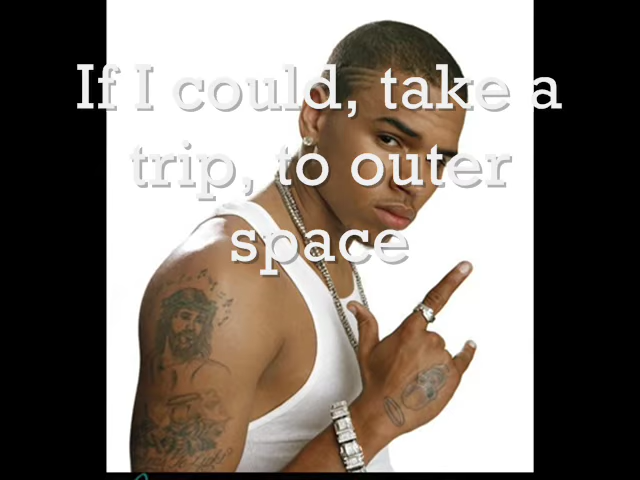 If I could, take a
trip, to outer
space